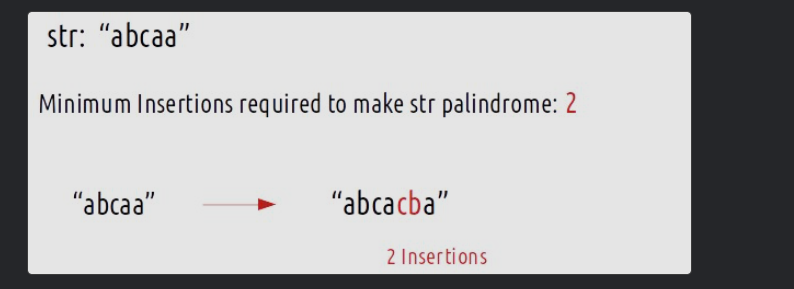 str: “abcaa”
Minimum Insertions required to make str palindrome: 2
“abcaa” “abcacba”
2 Insertions